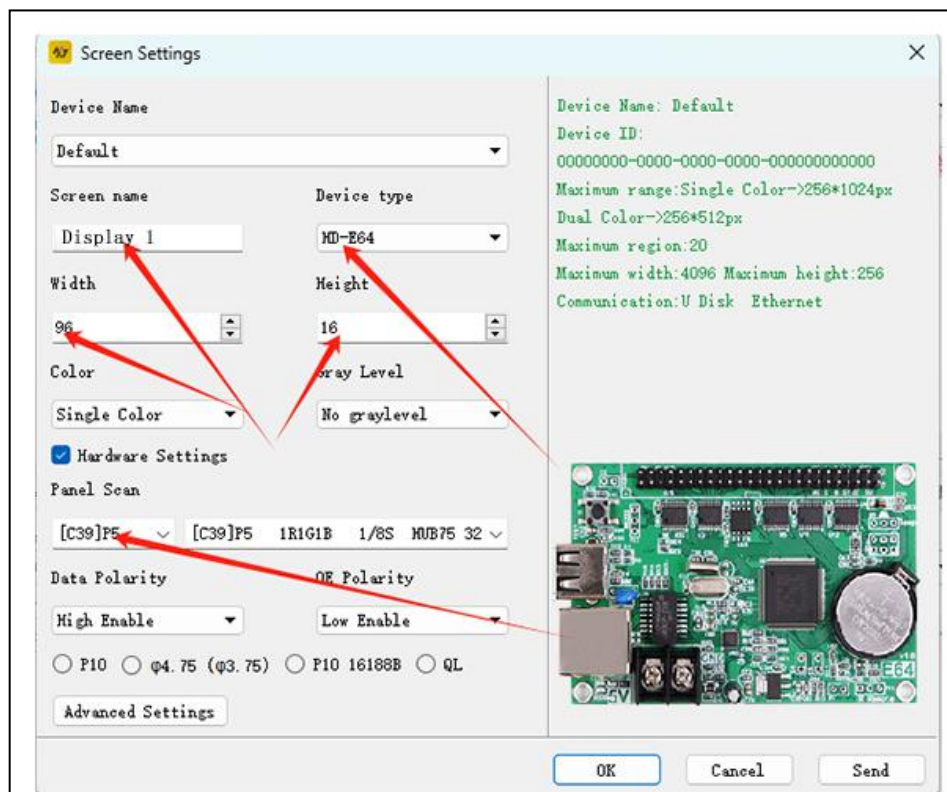 Screen Settings
Device Name
Default
Screen name
Device type
Display 1
MD-E64
Width
Height
96
16
Color
Gray Level
Single Color
No graylevel
Hardware Settings
Panel Scan
[C39]P5
[C39]P5 1R1G1B 1/8S HUB75 32
Data Polarity
OE Polarity
High Enable
Low Enable
P10
φ4.75 (φ3.75)
P10 16188B
QL
Advanced Settings
Device Name: Default
Device ID:
00000000-0000-0000-0000-000000000000
Maximum range:Single Color->256*1024px
Dual Color->256*512px
Maximum region:20
Maximum width:4096 Maximum height:256
Communication:U Disk Ethernet
GND
5V
E64
OK
Cancel
Send